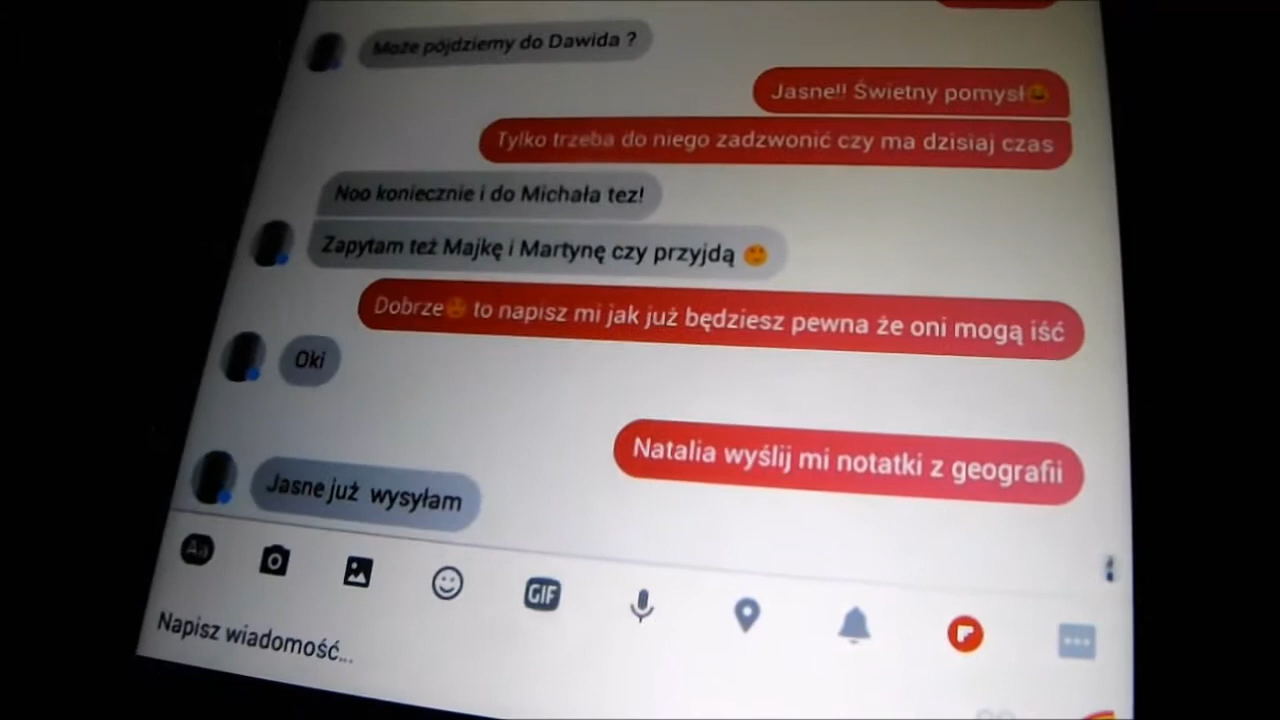 Może pójdziemy do Dawida ?
Jasne!! Świetny pomysł😀
Tylko trzeba do niego zadzwonić czy ma dzisiaj czas
Noo koniecznie i do Michała tez!
Zapytam też Majkę i Martynę czy przyjdą 😍
Dobrze😍 to napisz mi jak już będziesz pewna że oni mogą iść
Oki
Natalia wyślij mi notatki z geografii
Jasne już wysyłam
Aa
GIF
Napisz wiadomość...